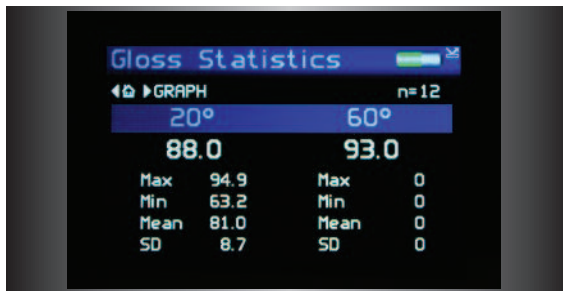 Gloss Statistics
GRAPH n=12
20° 60°
88.0 93.0
Max 94.9 Max 0
Min 63.2 Min 0
Mean 81.0 Mean 0
SD 8.7 SD 0